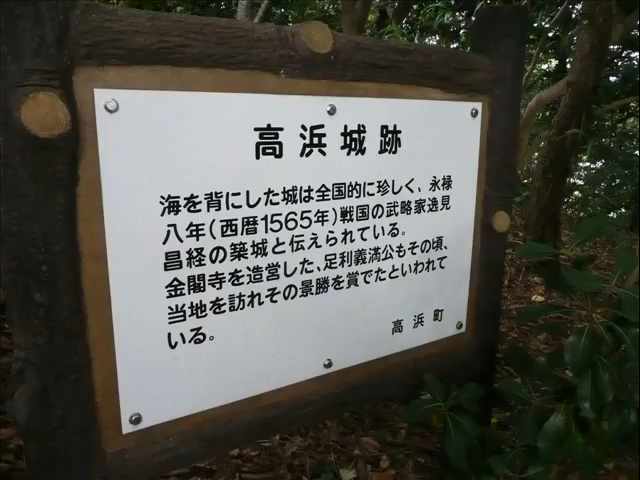 高浜城跡
海を背にした城は全国的に珍しく、永禄
八年(西暦1565年)戦国の武略家逸見
昌経の築城と伝えられている。
金閣寺を造営した、足利義満公もその頃、
当地を訪れその景勝を賞でたといわれて
いる。
高浜町